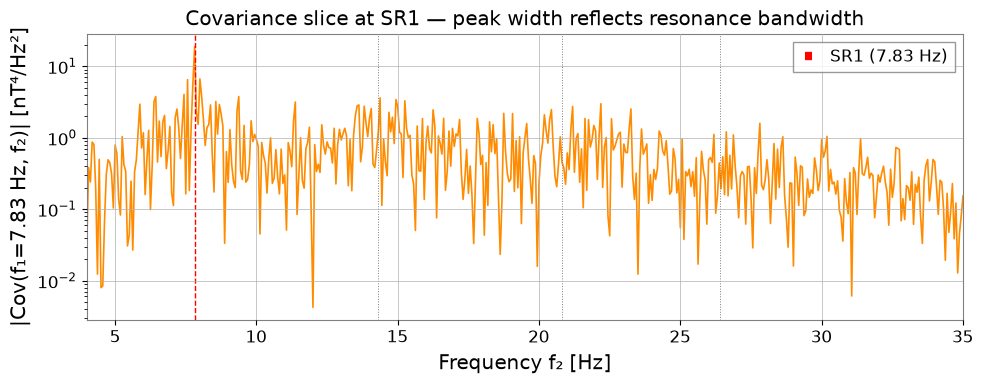 Covariance slice at SR1 — peak width reflects resonance bandwidth
|Cov(f₁=7.83 Hz, f₂)| [nT⁴/Hz²]
10¹
10⁰
10⁻¹
10⁻²
SR1 (7.83 Hz)
5 10 15 20 25 30 35
Frequency f₂ [Hz]